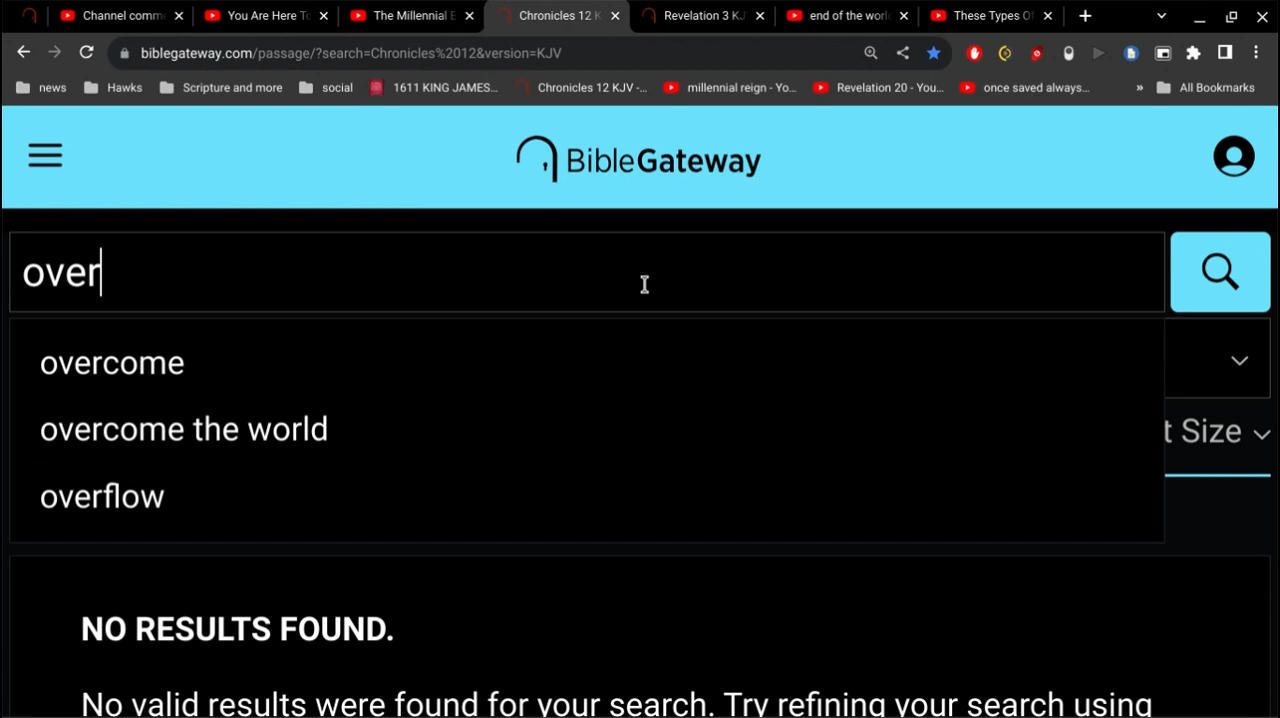 Channel comm
You Are Here To
The Millennial E
Chronicles 12 K
Revelation 3 KJ
end of the worl
These Types Of
biblegateway.com/passage/?search=Chronicles%2012&version=KJV
news
Hawks
Scripture and more
social
1611 KING JAMES...
Chronicles 12 KJV -...
millennial reign - Yo...
Revelation 20 - You...
once saved always...
»
All Bookmarks
BibleGateway
over
overcome
overcome the world
t Size
overflow
NO RESULTS FOUND.
No valid results were found for your search. Try refining your search using